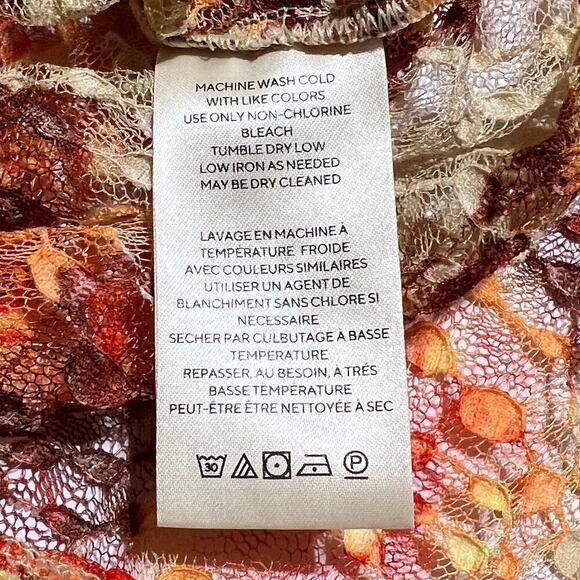 MACHINE WASH COLD
WITH LIKE COLORS
USE ONLY NON-CHLORINE
BLEACH
TUMBLE DRY LOW
LOW IRON AS NEEDED
MAY BE DRY CLEANED
LAVAGE EN MACHINE À
TEMPÉRATURE FROIDE
AVEC COULEURS SIMILAIRES
UTILISER UN AGENT DE
BLANCHIMENT SANS CHLORE SI
NECESSAIRE
SECHER PAR CULBUTAGE À BASSE
TEMPERATURE
REPASSER, AU BESOIN, À TRÉS
BASSE TEMPÉRATURE
PEUT-ÊTRE ÊTRE NETTOYÉE À SEC
30 P